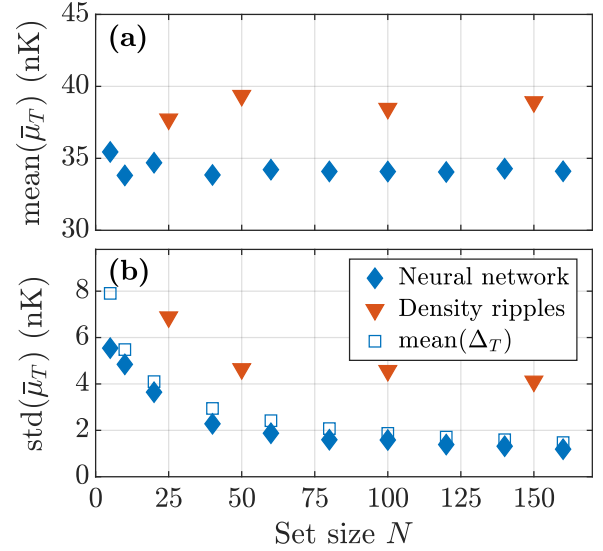 45
40
35
30
mean(μ̄_T) (nK)
(a)
8
6
4
2
0
std(μ̄_T) (nK)
(b)
Neural network
Density ripples
mean(Δ_T)
0 25 50 75 100 125 150
Set size N